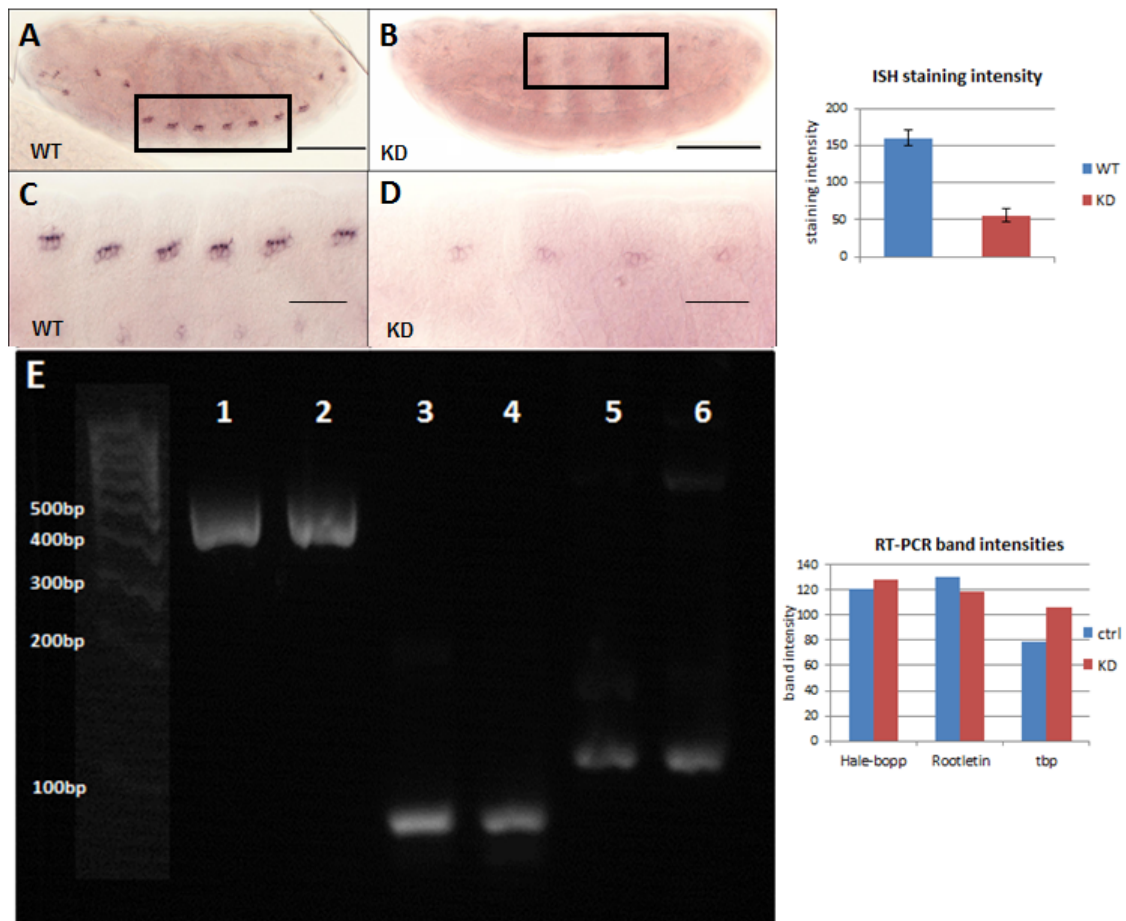 A
WT
B
KD
C
WT
D
KD
ISH staining intensity
staining intensity
200
150
100
50
0
WT
KD
E
1 2 3 4 5 6
500bp
400bp
300bp
200bp
100bp
RT-PCR band intensities
band intensity
140
120
100
80
60
40
20
0
Hale-bopp Rootletin tbp
ctrl
KD